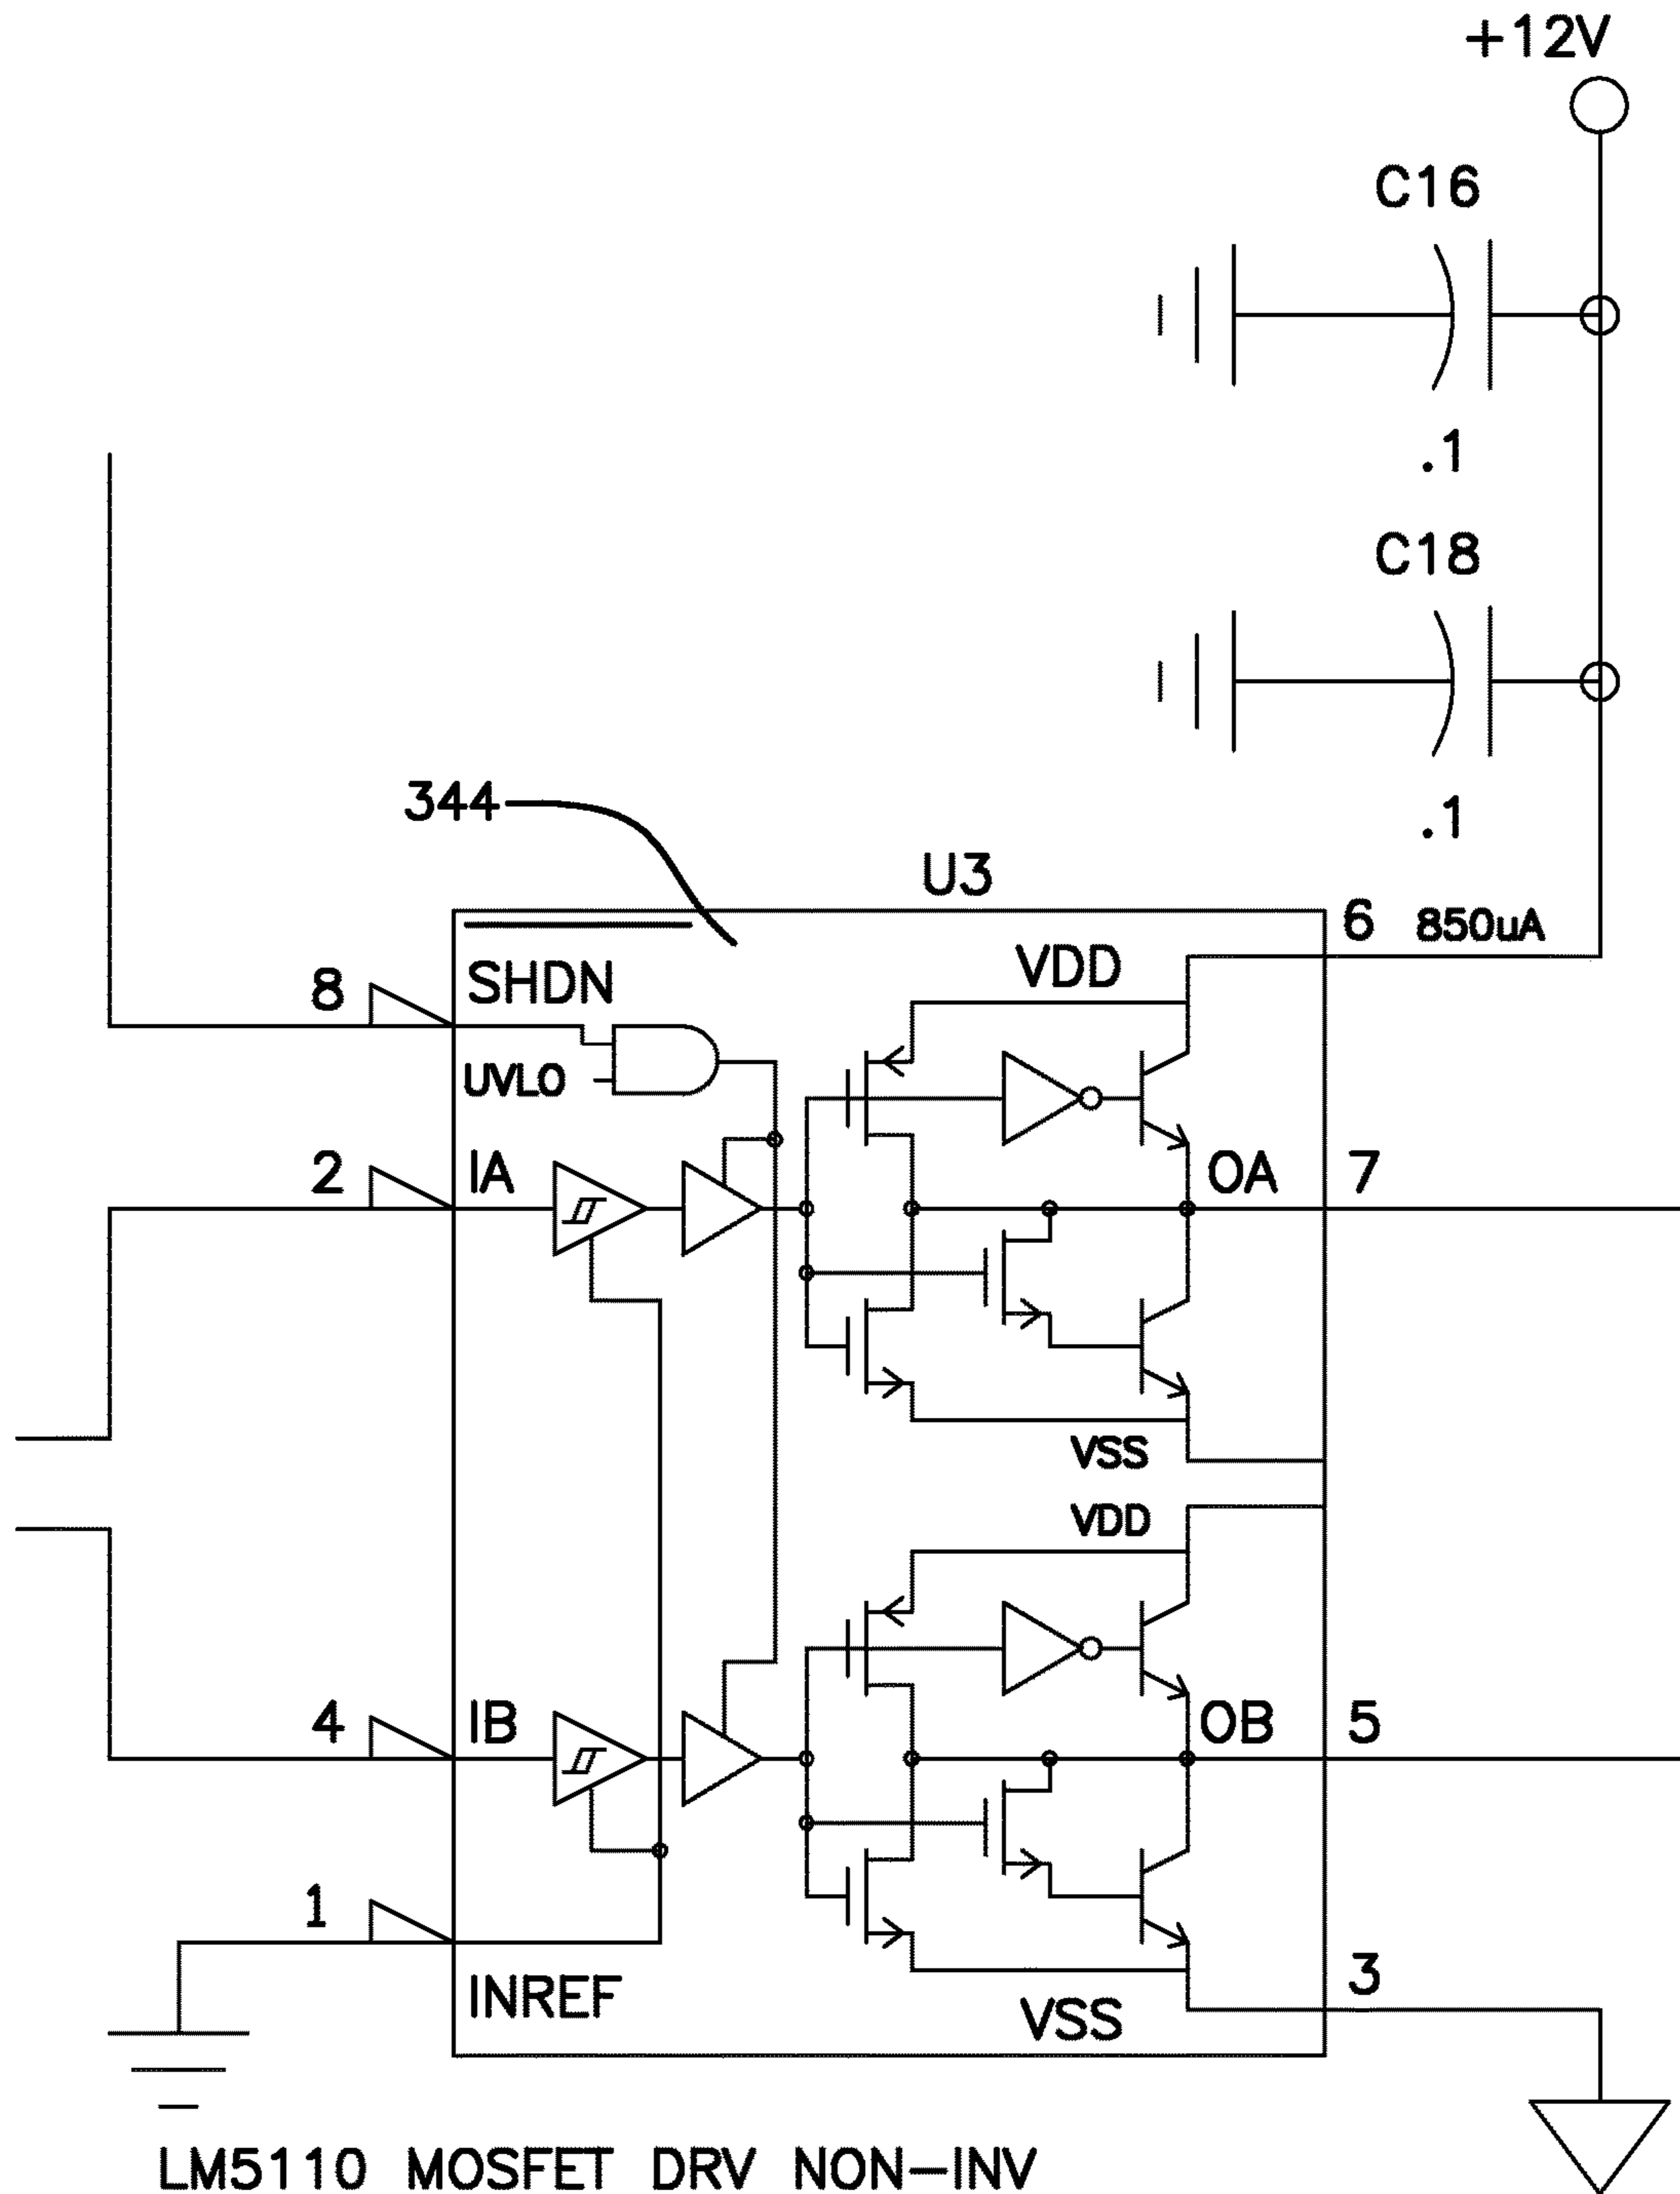 +12V
C16
.1
C18
.1
344
U3
6 850uA
8 SHDN VDD
UVLO
2 IA OA 7
VSS
VDD
4 IB OB 5
1
3
INREF
VSS
LM5110 MOSFET DRV NON-INV